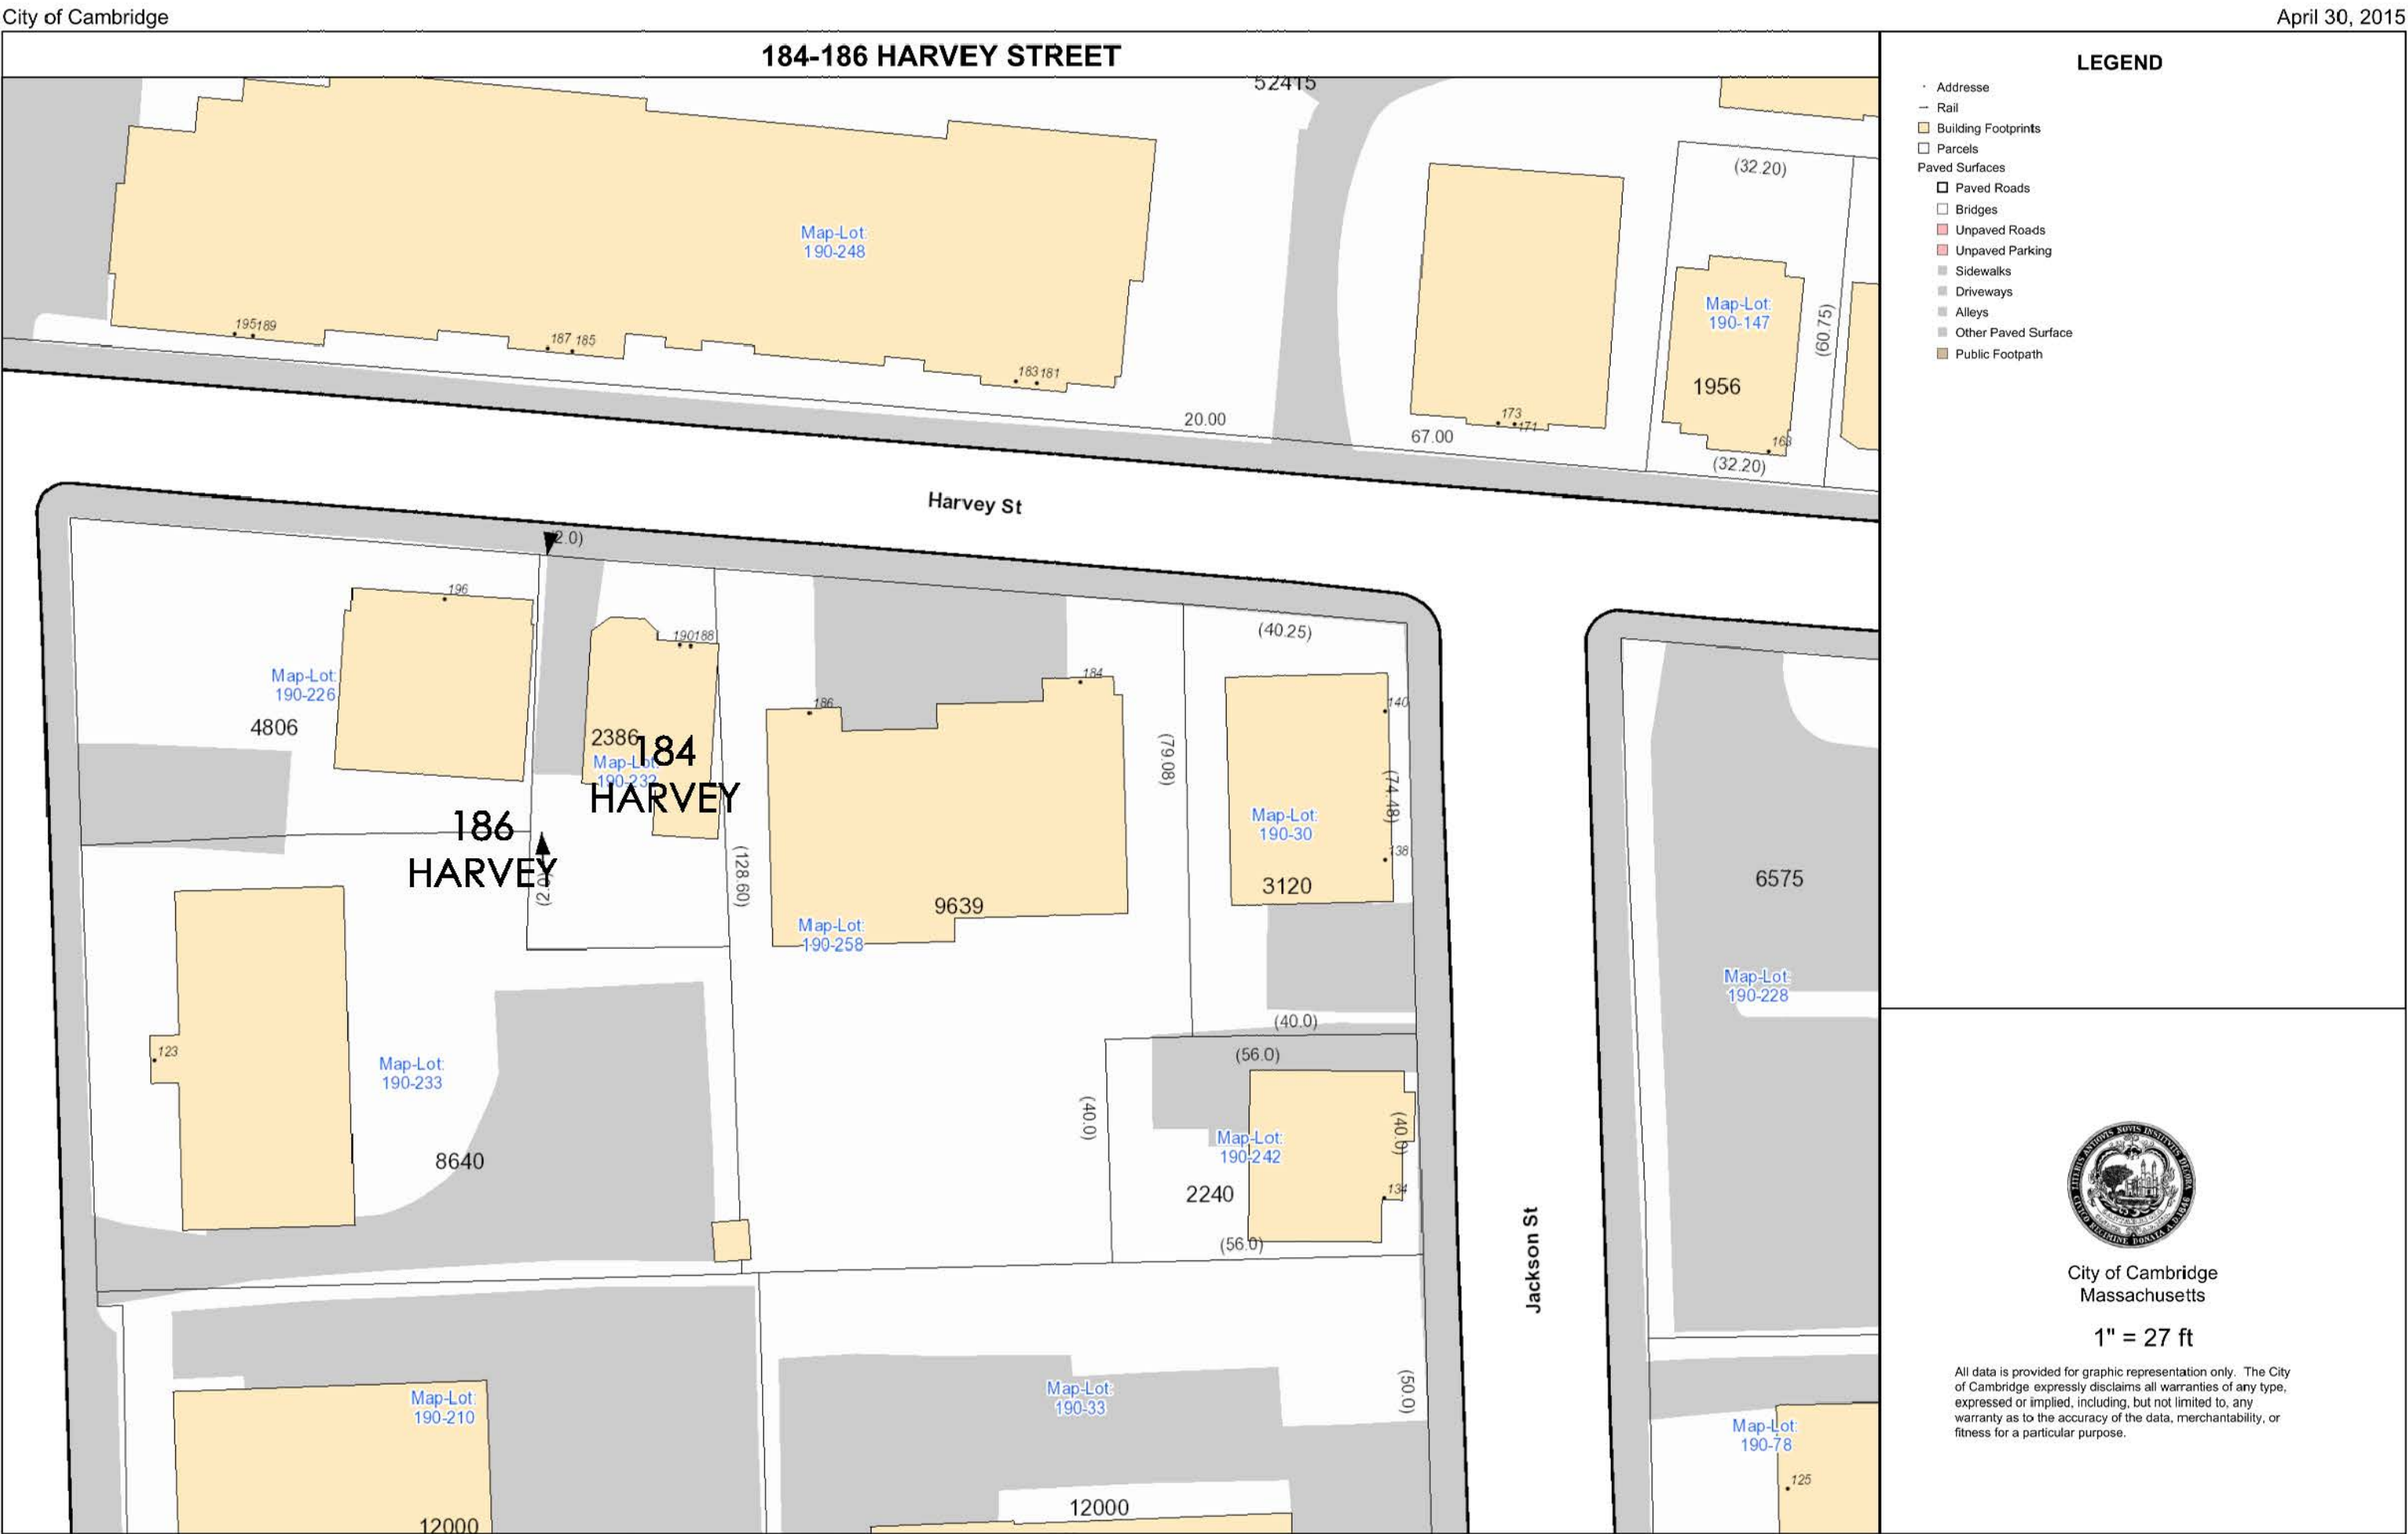 City of Cambridge
April 30, 2015
184-186 HARVEY STREET
52415
Map-Lot:
190-248
195 189
187 185
183 181
20.00
67.00
173
171
(32.20)
Map-Lot:
190-147
(60.75)
1956
163
(32.20)
Harvey St
2.0)
196
190 188
Map-Lot:
190-226
4806
2386
Map-Lot:
190-232
184
HARVEY
186
HARVEY
(2.0)
(128.60)
186
184
9639
Map-Lot:
190-258
(79.08)
(40.25)
140
(74.48)
Map-Lot:
190-30
138
3120
(40.0)
(56.0)
(40.0)
Map-Lot:
190-242
(40.0)
2240
134
(56.0)
6575
Map-Lot:
190-228
123
Map-Lot:
190-233
8640
Jackson St
Map-Lot:
190-210
12000
Map-Lot:
190-33
(50.0)
12000
Map-Lot:
190-78
125
LEGEND
Addresse
Rail
Building Footprints
Parcels
Paved Surfaces
Paved Roads
Bridges
Unpaved Roads
Unpaved Parking
Sidewalks
Driveways
Alleys
Other Paved Surface
Public Footpath
City of Cambridge
Massachusetts
1" = 27 ft
All data is provided for graphic representation only. The City
of Cambridge expressly disclaims all warranties of any type,
expressed or implied, including, but not limited to, any
warranty as to the accuracy of the data, merchantability, or
fitness for a particular purpose.